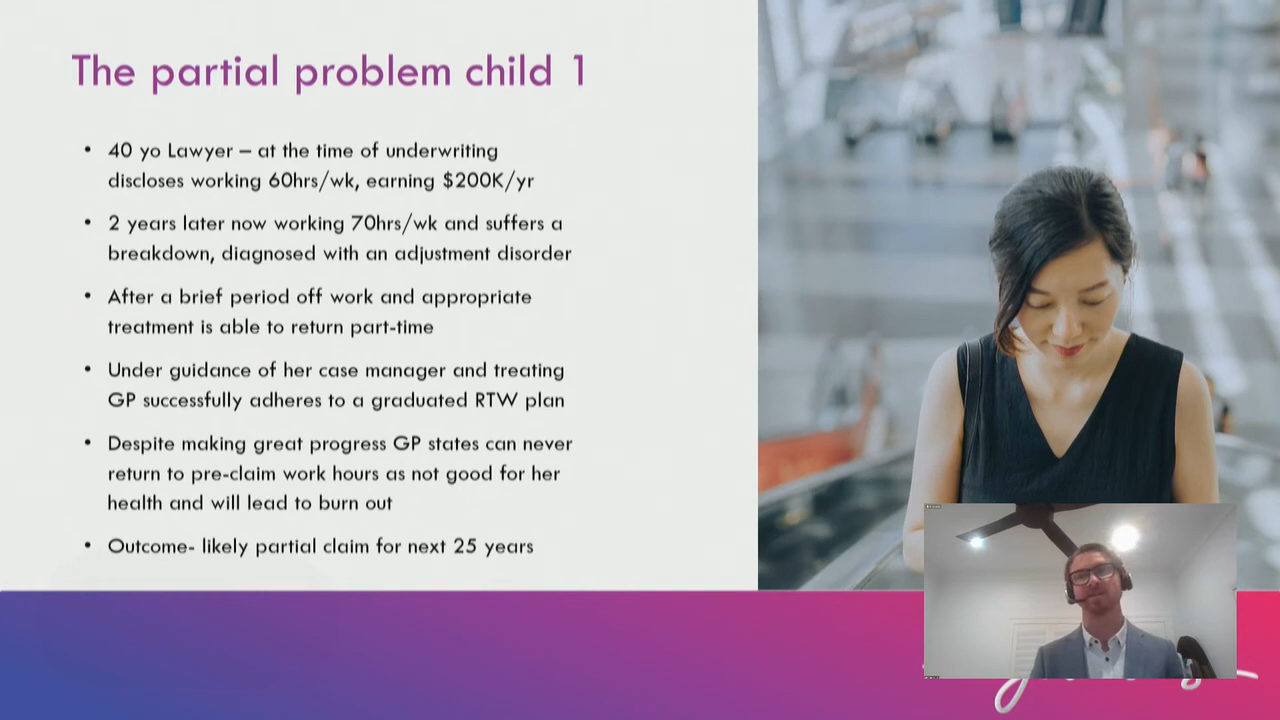 The partial problem child 1
• 40 yo Lawyer – at the time of underwriting
discloses working 60hrs/wk, earning $200K/yr
• 2 years later now working 70hrs/wk and suffers a
breakdown, diagnosed with an adjustment disorder
• After a brief period off work and appropriate
treatment is able to return part-time
• Under guidance of her case manager and treating
GP successfully adheres to a graduated RTW plan
• Despite making great progress GP states can never
return to pre-claim work hours as not good for her
health and will lead to burn out
• Outcome- likely partial claim for next 25 years